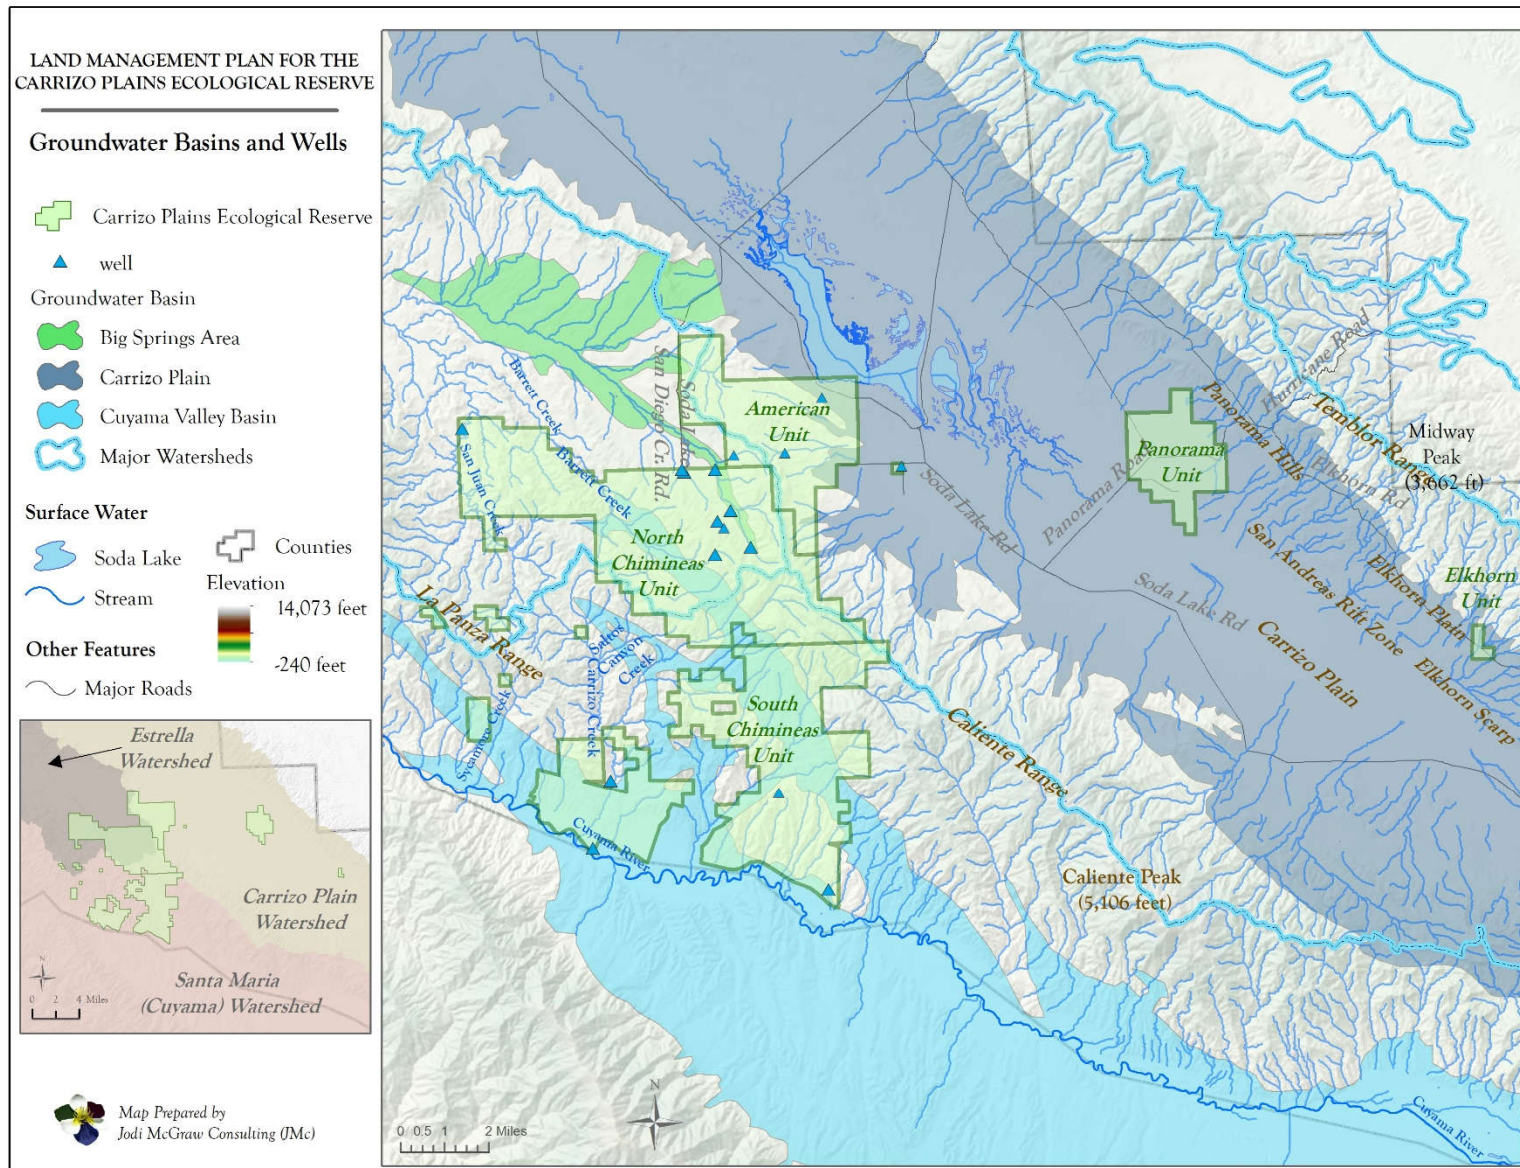 LAND MANAGEMENT PLAN FOR THE
CARRIZO PLAINS ECOLOGICAL RESERVE
Groundwater Basins and Wells
Carrizo Plains Ecological Reserve
well
Groundwater Basin
Big Springs Area
Carrizo Plain
Cuyama Valley Basin
Major Watersheds
Surface Water
Soda Lake
Stream
Counties
Elevation
14,073 feet
-240 feet
Other Features
Major Roads
Estrella
Watershed
Carrizo Plain
Watershed
Santa Maria
(Cuyama) Watershed
N
0 2 4 Miles
Map Prepared by
Jodi McGraw Consulting (JMc)
Barrett Creek
Barrett Creek
San Diego Cr. Rd.
Soda Lake
San Juan Creek
American
Unit
North
Chimineas
Unit
La Panza Range
Saltos
Canyon
Creek
Carrizo Creek
Sycamore Creek
South
Chimineas
Unit
Cuyama River
Soda Lake Rd
Panorama Road
Panorama
Unit
Panorama Hills
Hurricane Road
Temblor Range
Midway
Peak
(3,662 ft)
Elkhorn Rd
San Andreas Rift Zone
Elkhorn Plain
Elkhorn
Unit
Elkhorn Scarp
Soda Lake Rd
Carrizo Plain
Caliente Range
Caliente Peak
(5,106 feet)
Cuyama River
N
0 0.5 1 2 Miles